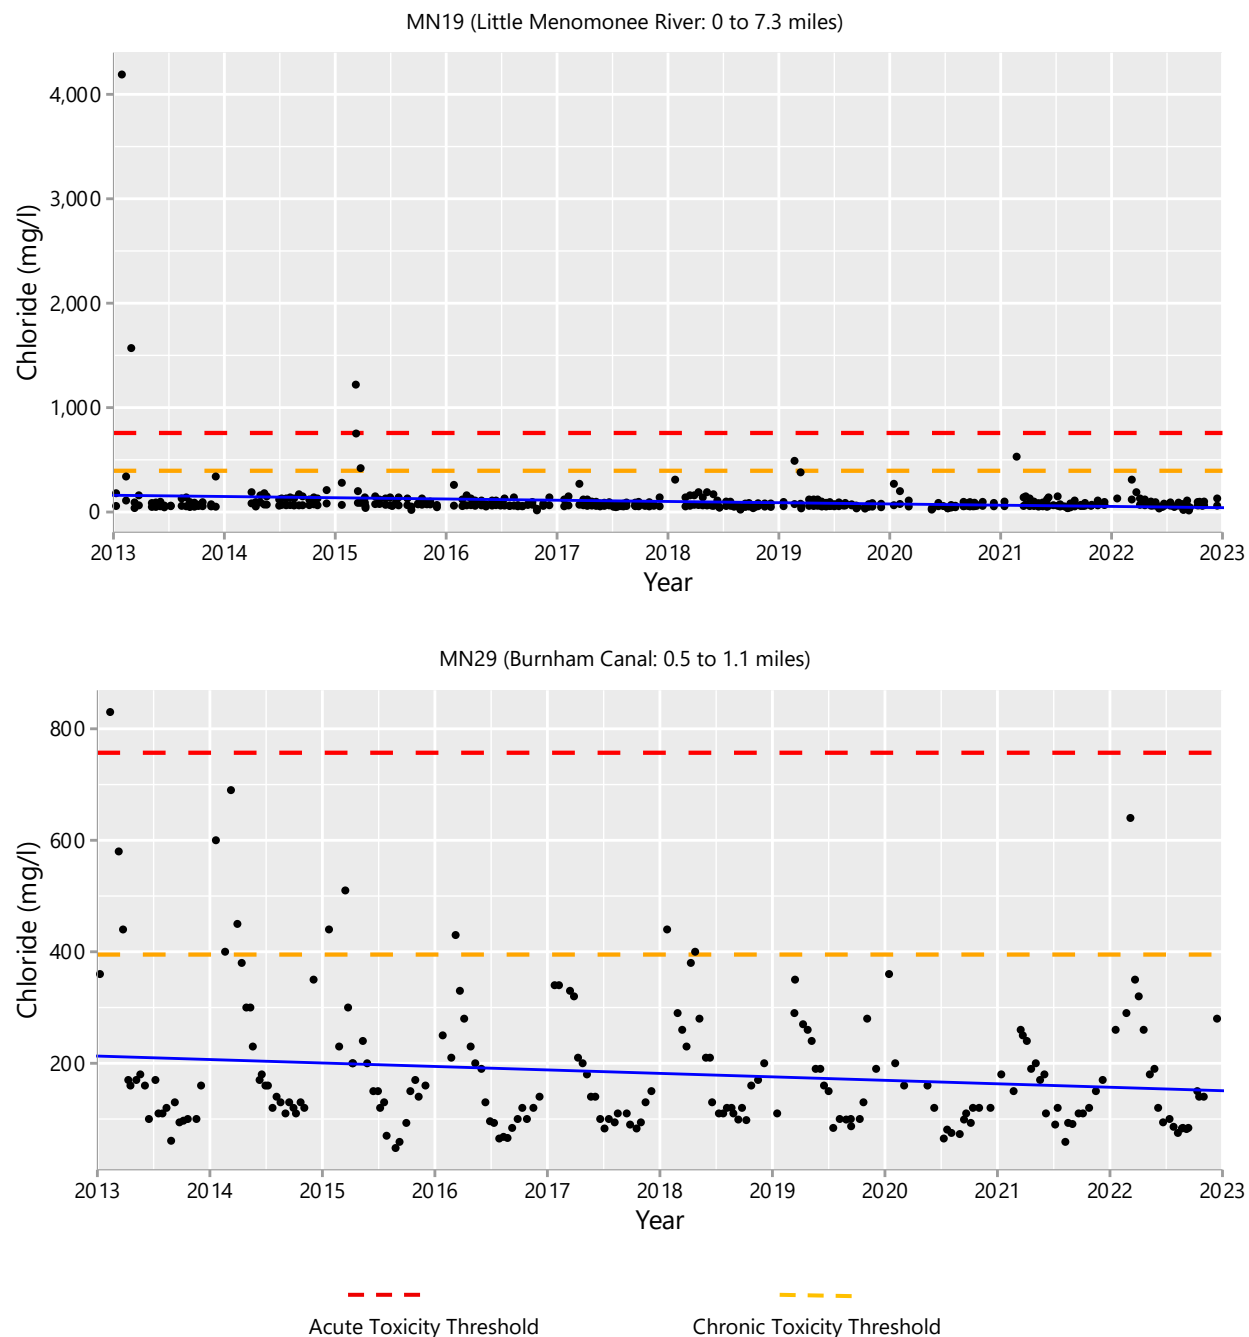 MN19 (Little Menomonee River: 0 to 7.3 miles)
4,000
3,000
2,000
1,000
0
Chloride (mg/l)
2013 2014 2015 2016 2017 2018 2019 2020 2021 2022 2023
Year
MN29 (Burnham Canal: 0.5 to 1.1 miles)
800
600
400
200
Chloride (mg/l)
2013 2014 2015 2016 2017 2018 2019 2020 2021 2022 2023
Year
Acute Toxicity Threshold Chronic Toxicity Threshold